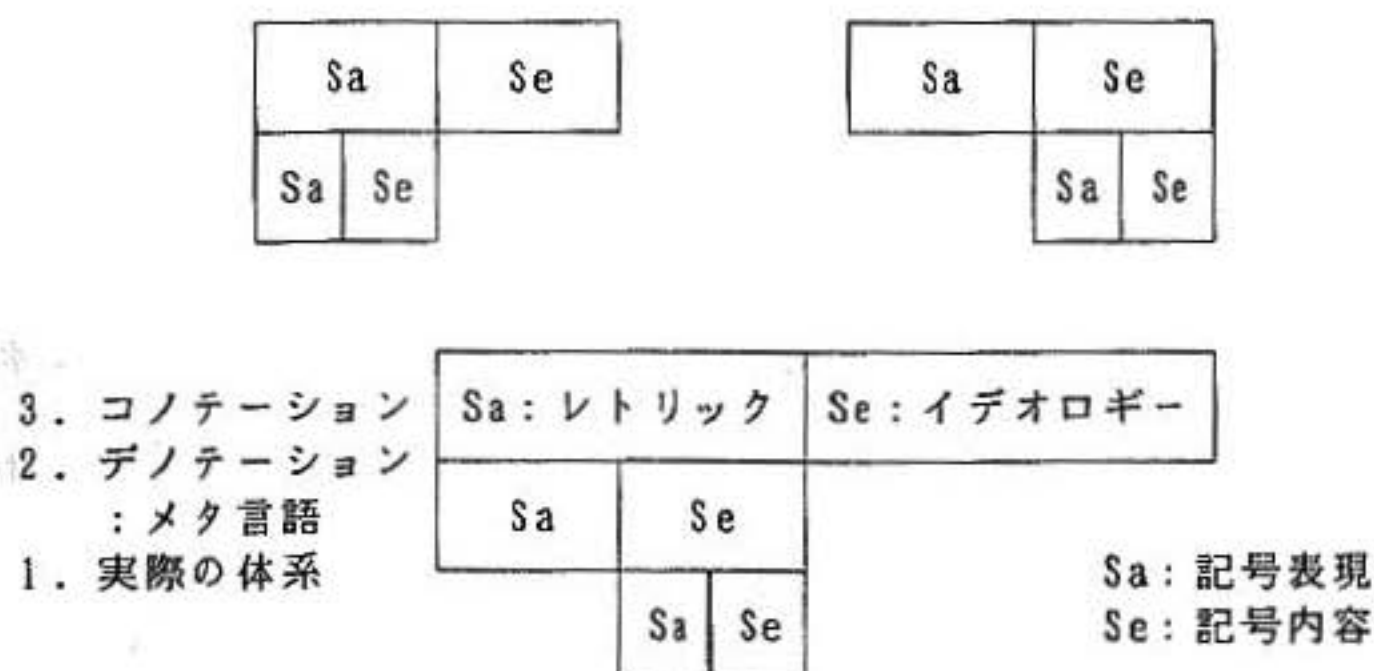 Sa Se Sa Se
Sa Se Sa Se
3. コノテーション Sa:レトリック Se:イデオロギー
2. デノテーション
:メタ言語 Sa Se
1. 実際の体系 Sa:記号表現
Sa Se Se:記号内容